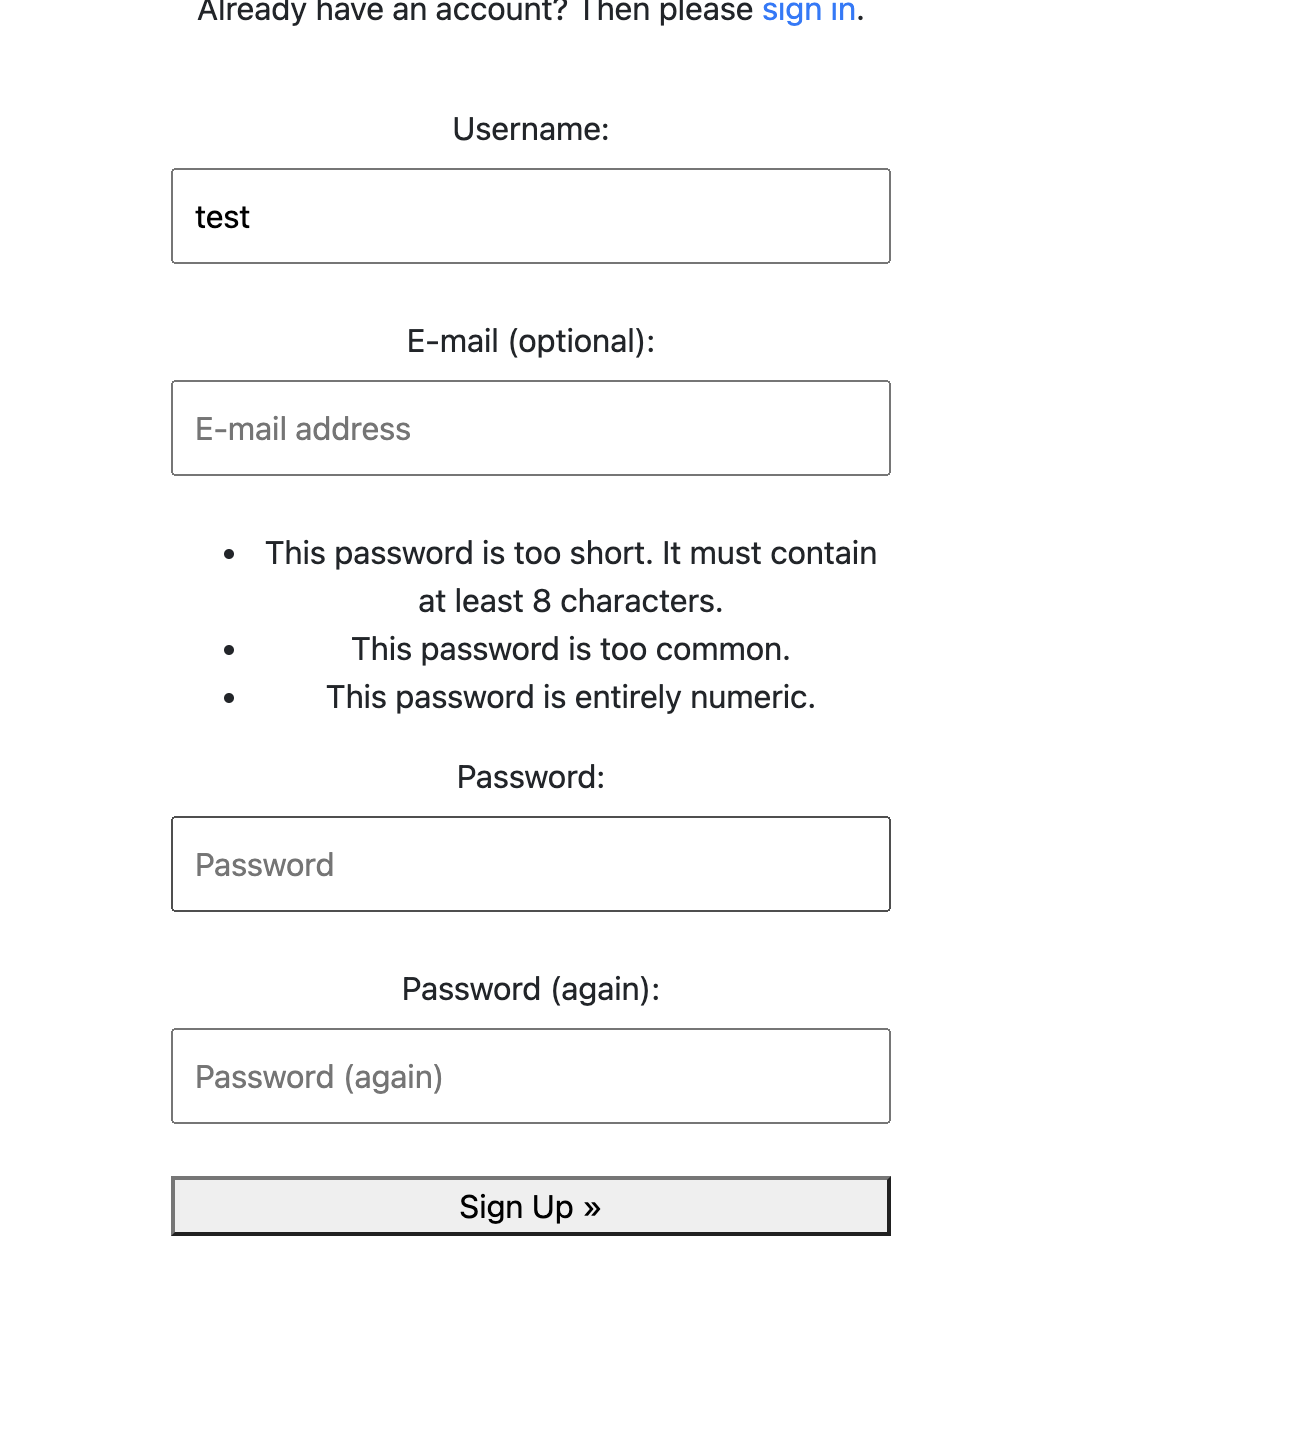 Already have an account? Then please sign in.
Username:
test
E-mail (optional):
E-mail address
• This password is too short. It must contain
at least 8 characters.
• This password is too common.
• This password is entirely numeric.
Password:
Password
Password (again):
Password (again)
Sign Up »